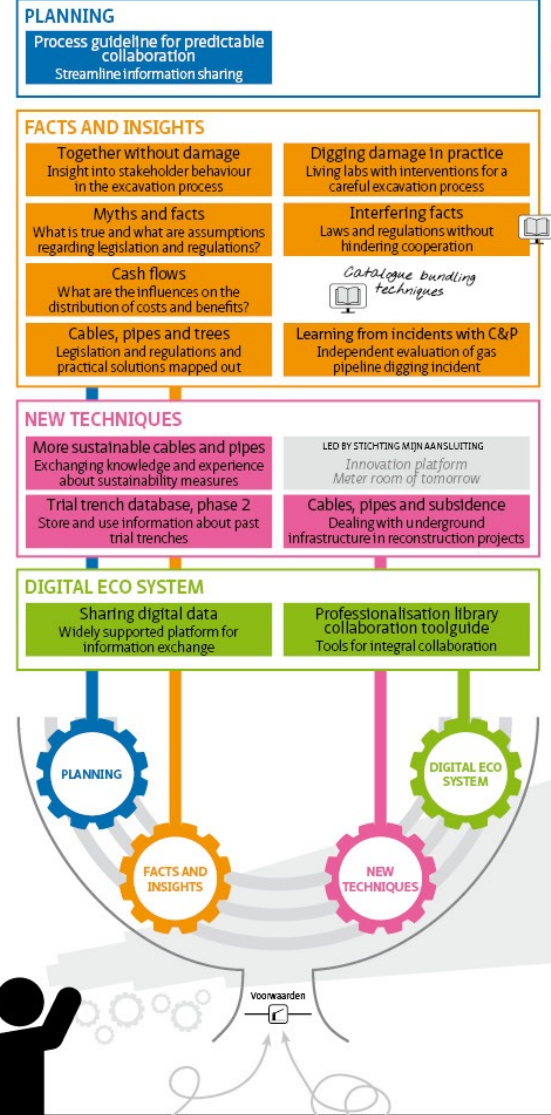 PLANNING
Process guideline for predictable
collaboration
Streamline information sharing
FACTS AND INSIGHTS
Together without damage
Insight into stakeholder behaviour
in the excavation process
Digging damage in practice
Living labs with interventions for a
careful excavation process
Myths and facts
What is true and what are assumptions
regarding legislation and regulations?
Interfering facts
Laws and regulations without
hindering cooperation
Cash flows
What are the influences on the
distribution of costs and benefits?
Catalogue bundling
techniques
Cables, pipes and trees
Legislation and regulations and
practical solutions mapped out
Learning from incidents with C&P
Independent evaluation of gas
pipeline digging incident
NEW TECHNIQUES
More sustainable cables and pipes
Exchanging knowledge and experience
about sustainability measures
LED BY STICHTING MIJN AANSLUITING
Innovation platform
Meter room of tomorrow
Trial trench database, phase 2
Store and use information about past
trial trenches
Cables, pipes and subsidence
Dealing with underground
infrastructure in reconstruction projects
DIGITAL ECO SYSTEM
Sharing digital data
Widely supported platform for
information exchange
Professionalisation library
collaboration toolguide
Tools for integral collaboration
PLANNING
DIGITAL ECO
SYSTEM
FACTS AND
INSIGHTS
NEW
TECHNIQUES
Voorwaarden